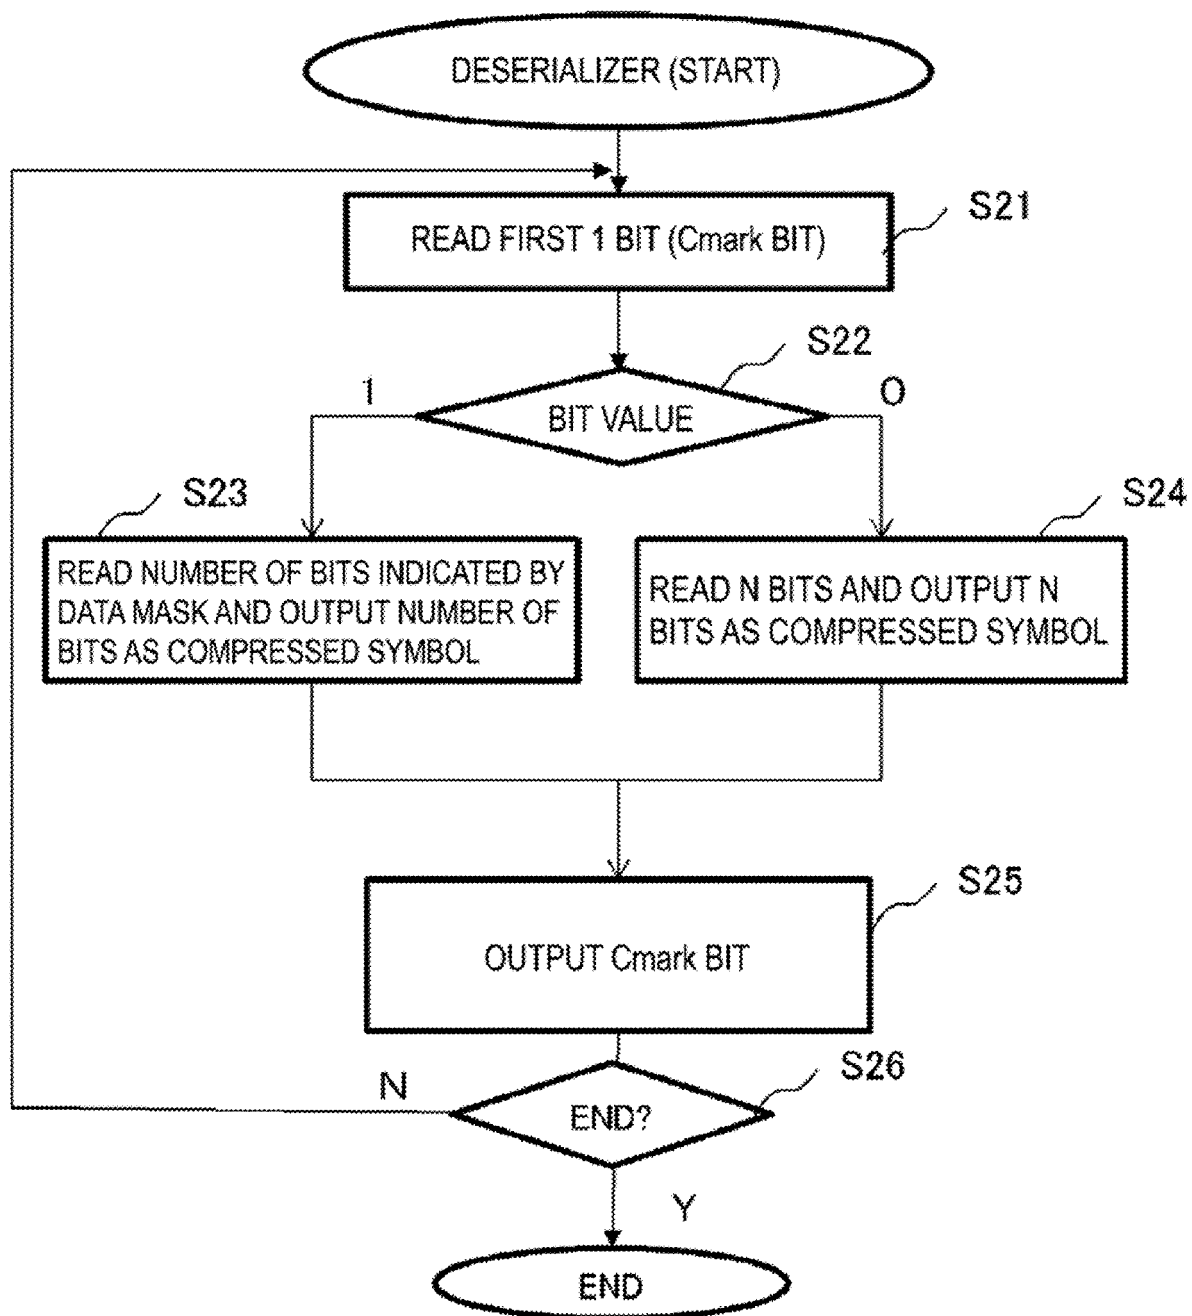 DESERIALIZER (START)
S21
READ FIRST 1 BIT (Cmark BIT)
S22
1
0
BIT VALUE
S23
S24
READ NUMBER OF BITS INDICATED BY
DATA MASK AND OUTPUT NUMBER OF
BITS AS COMPRESSED SYMBOL
READ N BITS AND OUTPUT N
BITS AS COMPRESSED SYMBOL
S25
OUTPUT Cmark BIT
S26
N
END?
Y
END